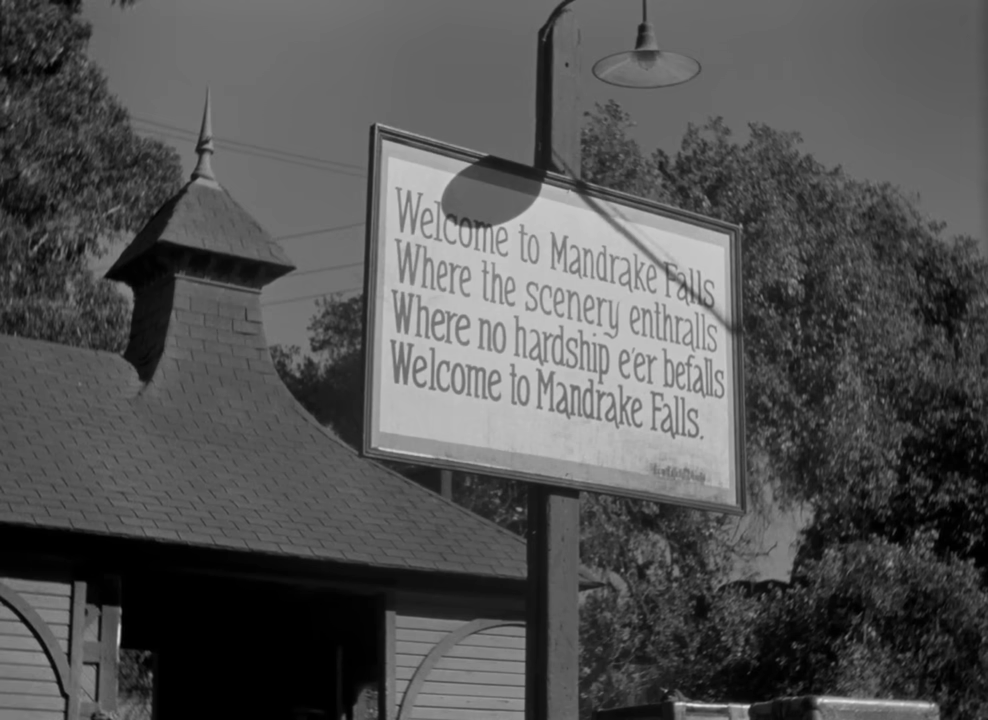 Welcome to Mandrake Falls
Where the scenery enthralls
Where no hardship e'er befalls
Welcome to Mandrake Falls.